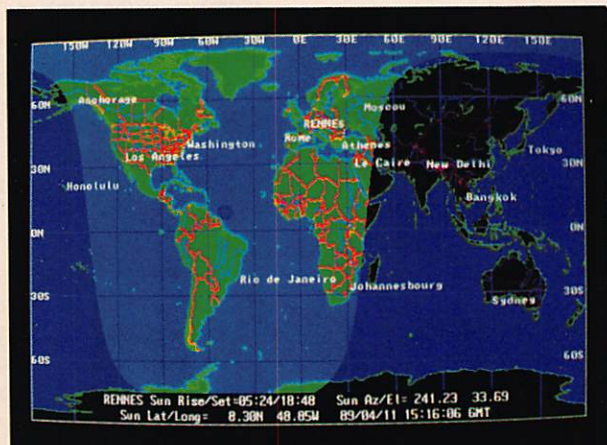 150W 120W 90W 60W 0E 30E 60E 90E 120E 150E
60N Anchorage Moscou 60N
RENNES
Rome Athenes
Washington Tokyo
Los Angeles Le Caire New Delhi
30N 30N
Honolulu Bangkok
0N 0N
Rio de Janeiro Johannesbourg
30S Sydney 30S
60S 60S
RENNES Sun Rise/Set=05:24/18:48 Sun Az/El= 241.23 33.69
Sun Lat/Long= 8.30N 48.85W 89/04/11 15:16:06 GMT